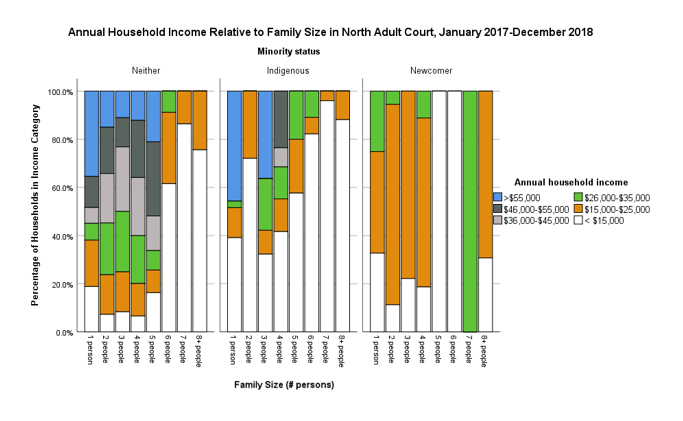 Annual Household Income Relative to Family Size in North Adult Court, January 2017-December 2018
Minority status
Neither Indigenous Newcomer
100.0%
80.0%
60.0%
40.0%
20.0%
0.0%
Percentage of Households in Income Category
1 person 2 people 3 people 4 people 5 people 6 people 7 people 8+ people
1 person 2 people 3 people 4 people 5 people 6 people 7 people 8+ people
1 person 2 people 3 people 4 people 5 people 6 people 7 people 8+ people
Family Size (# persons)
Annual household income
>$55,000 $26,000-$35,000
$46,000-$55,000 $15,000-$25,000
$36,000-$45,000 < $15,000